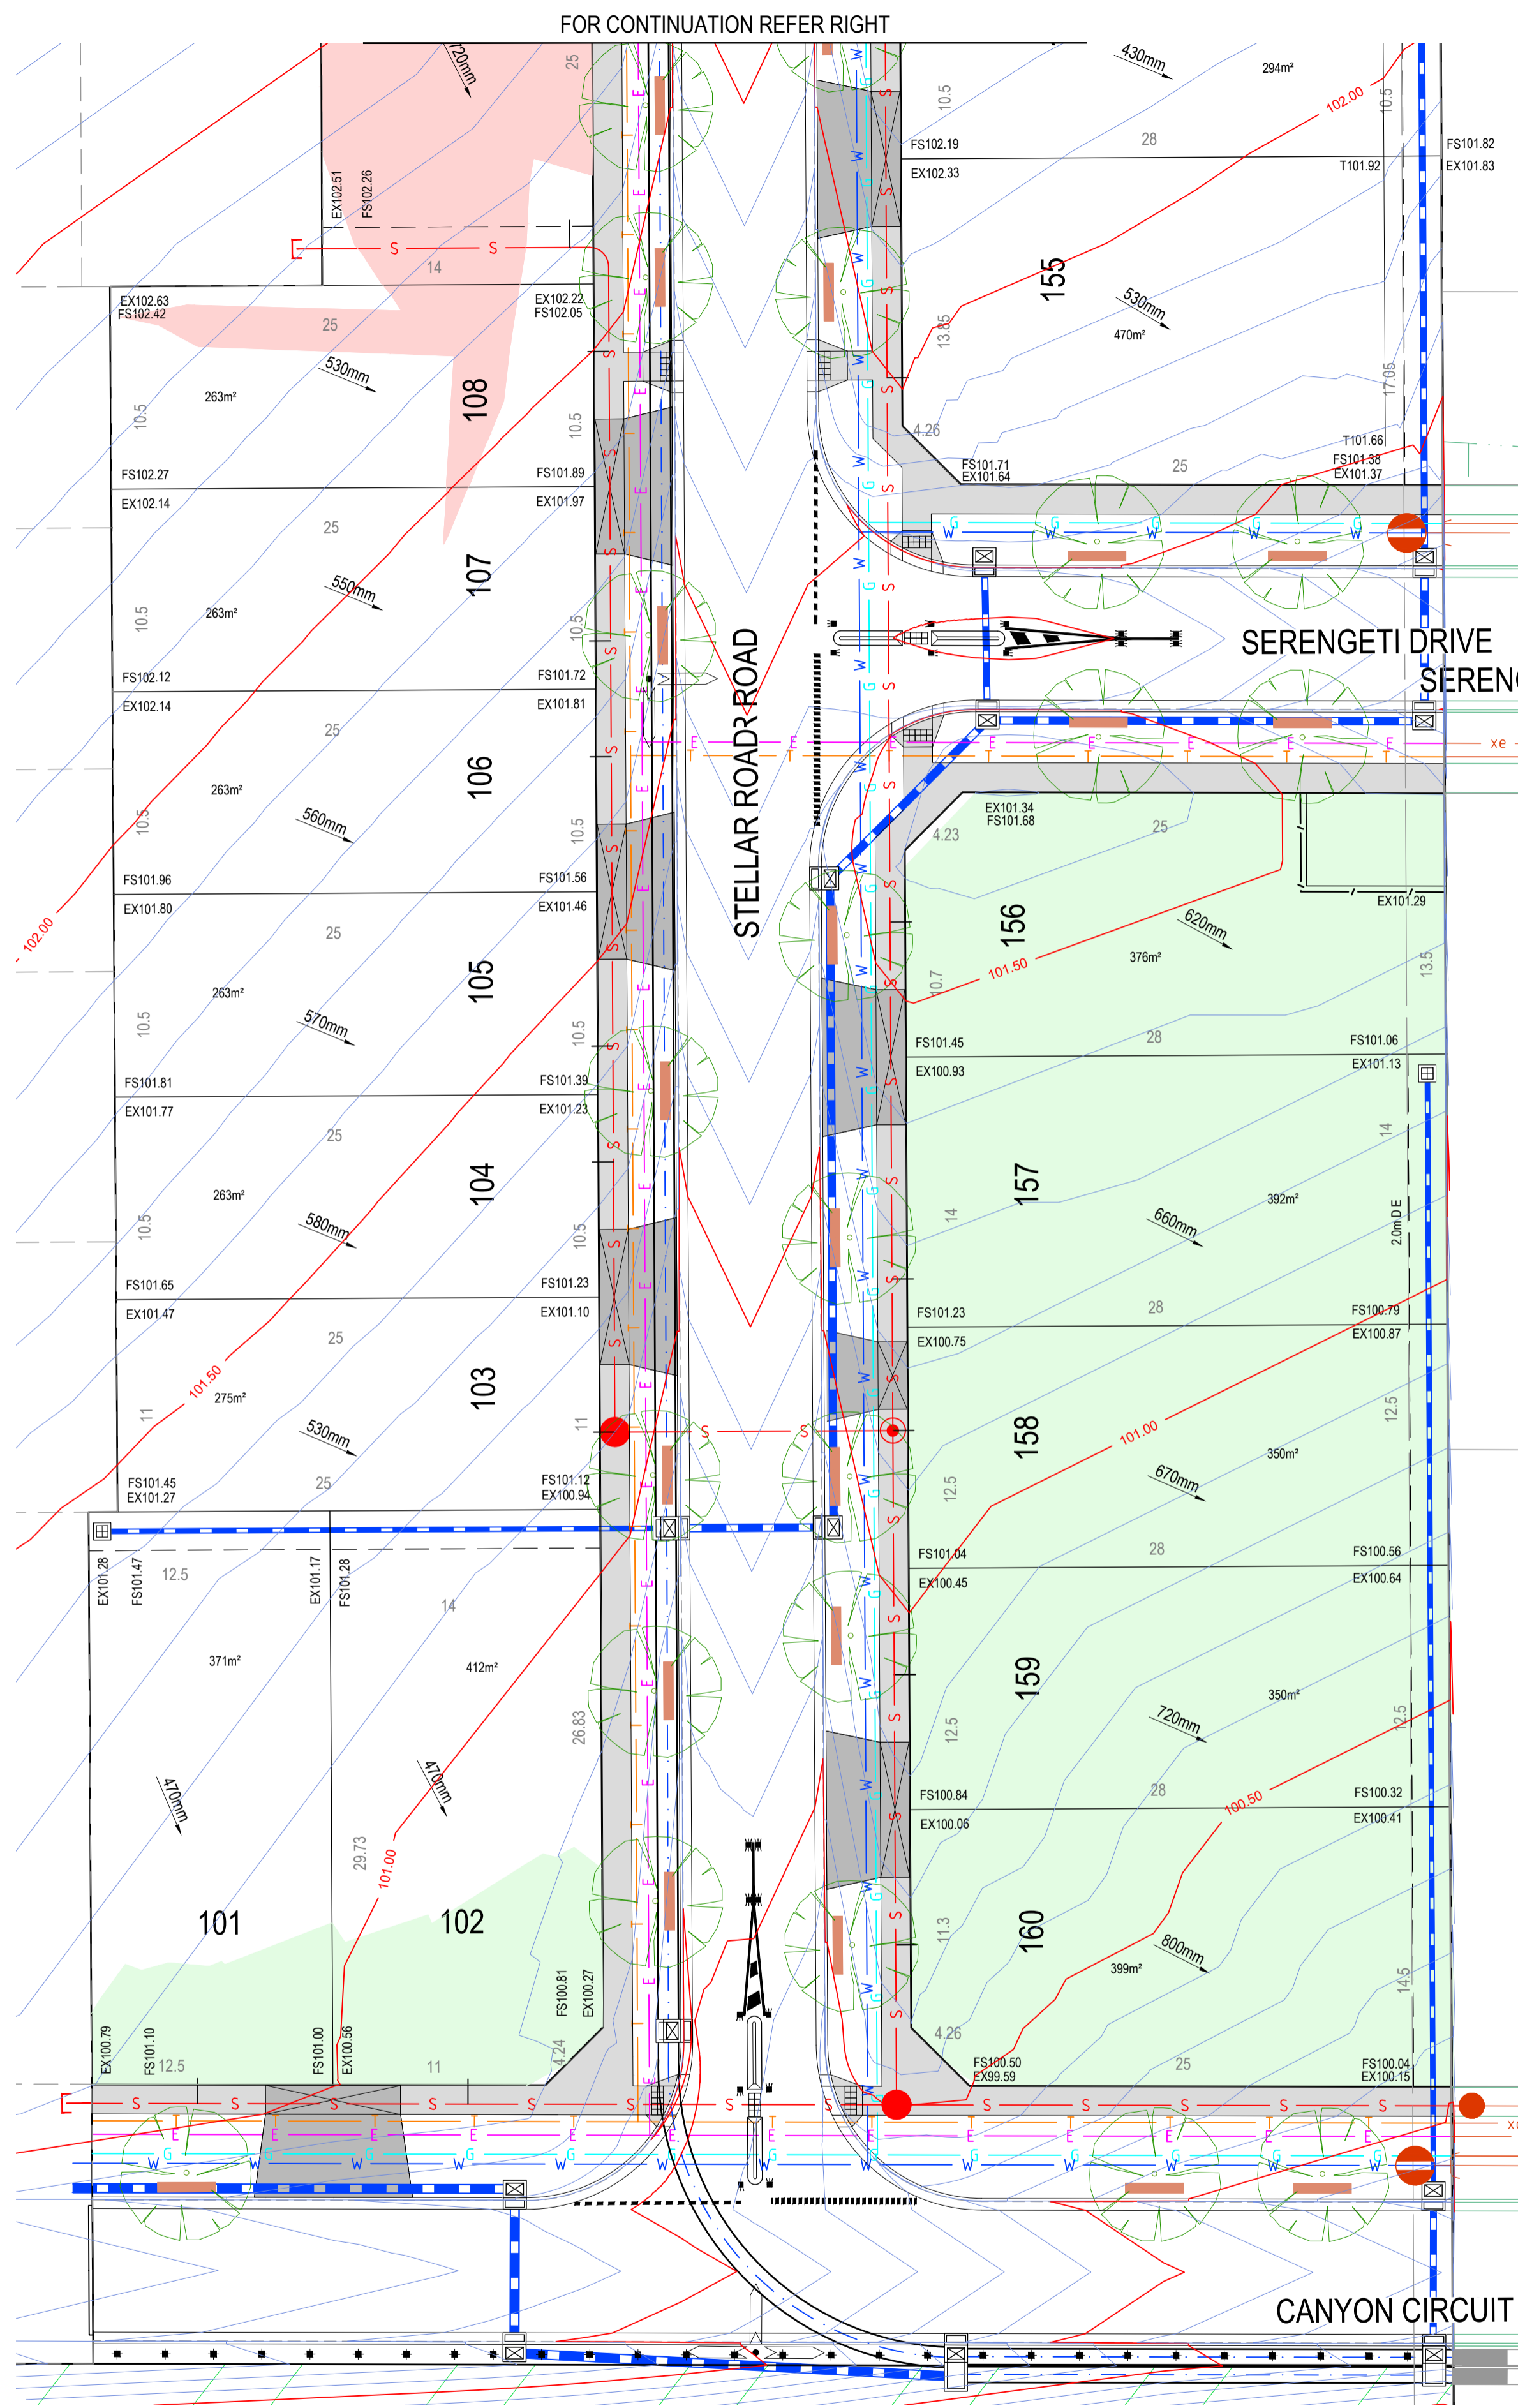 FOR CONTINUATION REFER RIGHT
720mm
25
430mm
294m²
102.00
10.5
10.5
EX102.51
FS102.26
FS102.19
EX102.33
28
T101.92
FS101.82
EX101.83
14
S
S
EX102.63
FS102.42
25
EX102.22
FS102.05
530mm
263m²
10.5
108
10.5
155
530mm
470m²
13.85
17.05
4.26
FS102.27
EX102.14
FS101.89
EX101.97
25
FS101.71
EX101.64
25
T101.66
FS101.38
EX101.37
G G G G G
W W W W W
550mm
263m²
10.5
107
10.5
STELLAR ROADR ROAD
SERENGETI DRIVE
SERENG
FS102.12
EX102.14
FS101.72
EX101.81
25
E E E E E E E E
T T T T T T
xe
106
263m²
560mm
10.5
10.5
EX101.34
FS101.68
4.23
25
EX101.29
FS101.96
EX101.80
FS101.56
EX101.46
25
102.00
105
263m²
570mm
10.5
10.5
156
620mm
376m²
101.50
10.7
13.5
FS101.45
EX100.93
28
FS101.06
EX101.13
FS101.81
EX101.77
FS101.39
EX101.23
25
104
263m²
580mm
10.5
10.5
157
14
392m²
660mm
14
2.0m D E
FS101.65
EX101.47
FS101.23
EX101.10
25
FS101.23
EX100.75
28
FS100.79
EX100.87
101.50
275m²
11
103
530mm
11
S
S
158
12.5
101.00
350m²
670mm
12.5
FS101.45
EX101.27
25
FS101.12
EX100.94
FS101.04
EX100.45
28
FS100.56
EX100.64
EX101.28
FS101.47
12.5
EX101.17
FS101.28
14
371m²
412m²
26.83
159
12.5
350m²
720mm
12.5
470mm
470mm
29.73
101.00
FS100.84
EX100.06
28
FS100.32
EX100.41
100.50
101
102
FS100.81
EX100.27
4.24
11.3
160
399m²
800mm
14.5
4.26
EX100.79
FS101.10
12.5
FS101.00
EX100.56
11
FS100.50
EX99.59
25
FS100.04
EX100.15
S S S S S S S S S S S S
T T T T T T T T T T T T
E E E E E E E E E E E E E
G G G G G G G G G G G G G
W W W W W W W W W W W W W
CANYON CIRCUIT